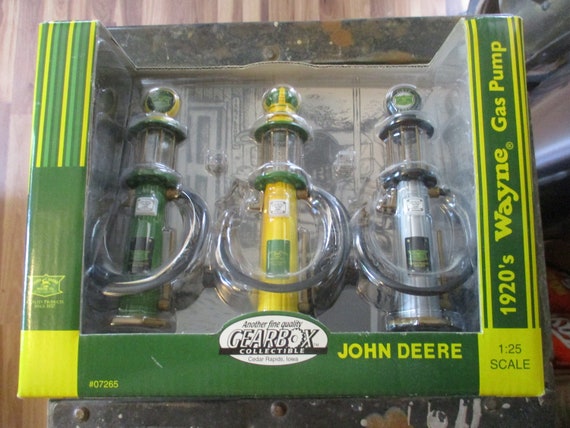 1920's Wayne® Gas Pump
Another fine quality
GEARBOX
COLLECTIBLE
Cedar Rapids, Iowa
JOHN DEERE
1:25
SCALE
#07265